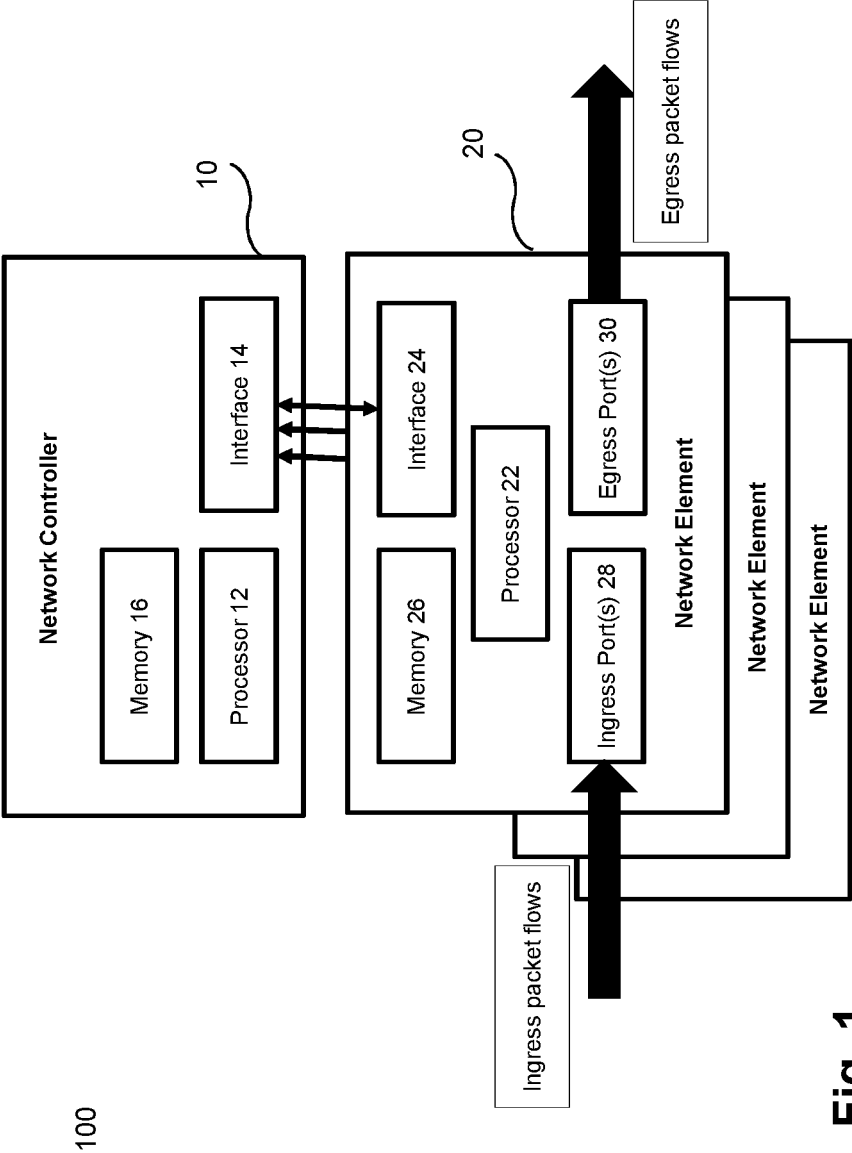 100
Network Controller
10
Memory 16
Processor 12
Interface 14
20
Memory 26
Interface 24
Processor 22
Ingress packet flows
Ingress Port(s) 28
Egress Port(s) 30
Egress packet flows
Network Element
Network Element
Network Element
Fig. 1